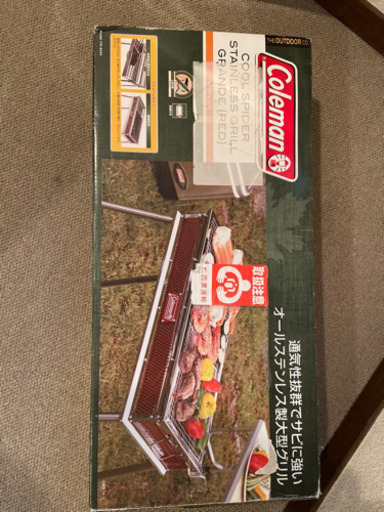 THE OUTDOOR CO.
Coleman
COOL SPIDER
STAINLESS GRILL
GRANDE [RED]
取扱注意
Coleman
通気性抜群でサビに強い
オールステンレス製大型グリル